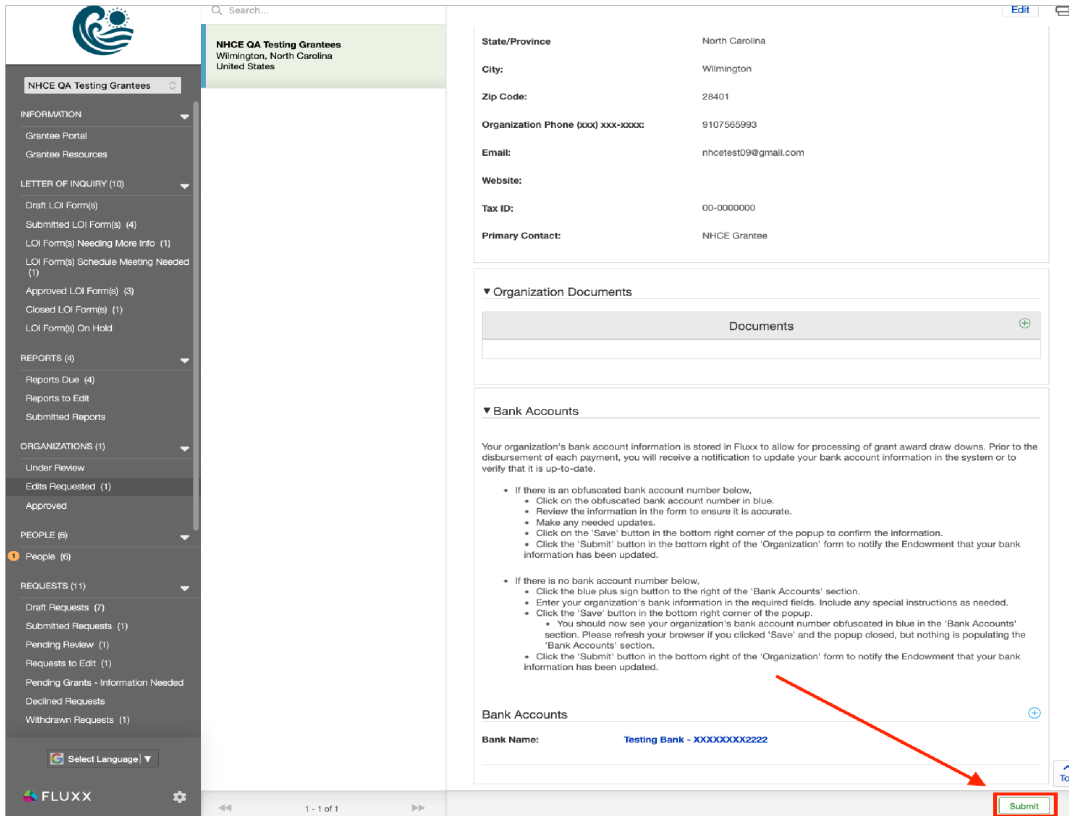 NHCE QA Testing Grantees
INFORMATION
Grantee Portal
Grantee Resources
LETTER OF INQUIRY (10)
Draft LOI Form(s)
Submitted LOI Form(s) (4)
LOI Form(s) Needing More Info (1)
LOI Form(s) Schedule Meeting Needed
(1)
Approved LOI Form(s) (3)
Closed LOI Form(s) (1)
LOI Form(s) On Hold
REPORTS (4)
Reports Due (4)
Reports to Edit
Submitted Reports
ORGANIZATIONS (1)
Under Review
Edits Requested (1)
Approved
PEOPLE (6)
1 People (6)
REQUESTS (11)
Draft Requests (7)
Submitted Requests (1)
Pending Review (1)
Requests to Edit (1)
Pending Grants - Information Needed
Declined Requests
Withdrawn Requests (1)
G Select Language ▼
FLUXX
Search...
NHCE QA Testing Grantees
Wilmington, North Carolina
United States
1 - 1 of 1
Edit
State/Province North Carolina
City: Wilmington
Zip Code: 28401
Organization Phone (xxx) xxx-xxxx: 9107565993
Email: nhcetest09@gmail.com
Website:
Tax ID: 00-0000000
Primary Contact: NHCE Grantee
▼ Organization Documents
Documents
▼ Bank Accounts
Your organization's bank account information is stored in Fluxx to allow for processing of grant award draw downs. Prior to the
disbursement of each payment, you will receive a notification to update your bank account information in the system or to
verify that it is up-to-date.
• If there is an obfuscated bank account number below,
• Click on the obfuscated bank account number in blue.
• Review the information in the form to ensure it is accurate.
• Make any needed updates.
• Click on the 'Save' button in the bottom right corner of the popup to confirm the information.
• Click the 'Submit' button in the bottom right of the 'Organization' form to notify the Endowment that your bank
information has been updated.
• If there is no bank account number below,
• Click the blue plus sign button to the right of the 'Bank Accounts' section.
• Enter your organization's bank information in the required fields. Include any special instructions as needed.
• Click the 'Save' button in the bottom right corner of the popup.
• You should now see your organization's bank account number obfuscated in blue in the 'Bank Accounts'
section. Please refresh your browser if you clicked 'Save' and the popup closed, but nothing is populating the
'Bank Accounts' section.
• Click the 'Submit' button in the bottom right of the 'Organization' form to notify the Endowment that your bank
information has been updated.
Bank Accounts
Bank Name: Testing Bank - XXXXXXXX2222
To
Submit